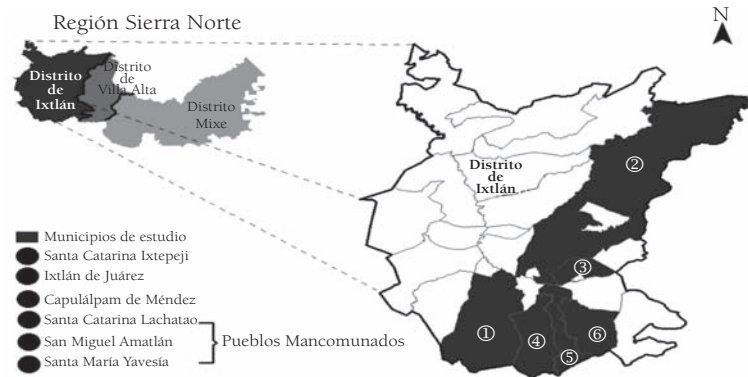 Región Sierra Norte
N
Distrito
de
Ixtlán
Distrito
de
Villa Alta
Distrito
Mixe
Distrito
de
Ixtlán
②
③
①
④
⑤
⑥
Municipios de estudio
Santa Catarina Ixtepeji
Ixtlán de Juárez
Capulálpam de Méndez
Santa Catarina Lachatao
San Miguel Amatlán
Santa María Yavesía
Pueblos Mancomunados